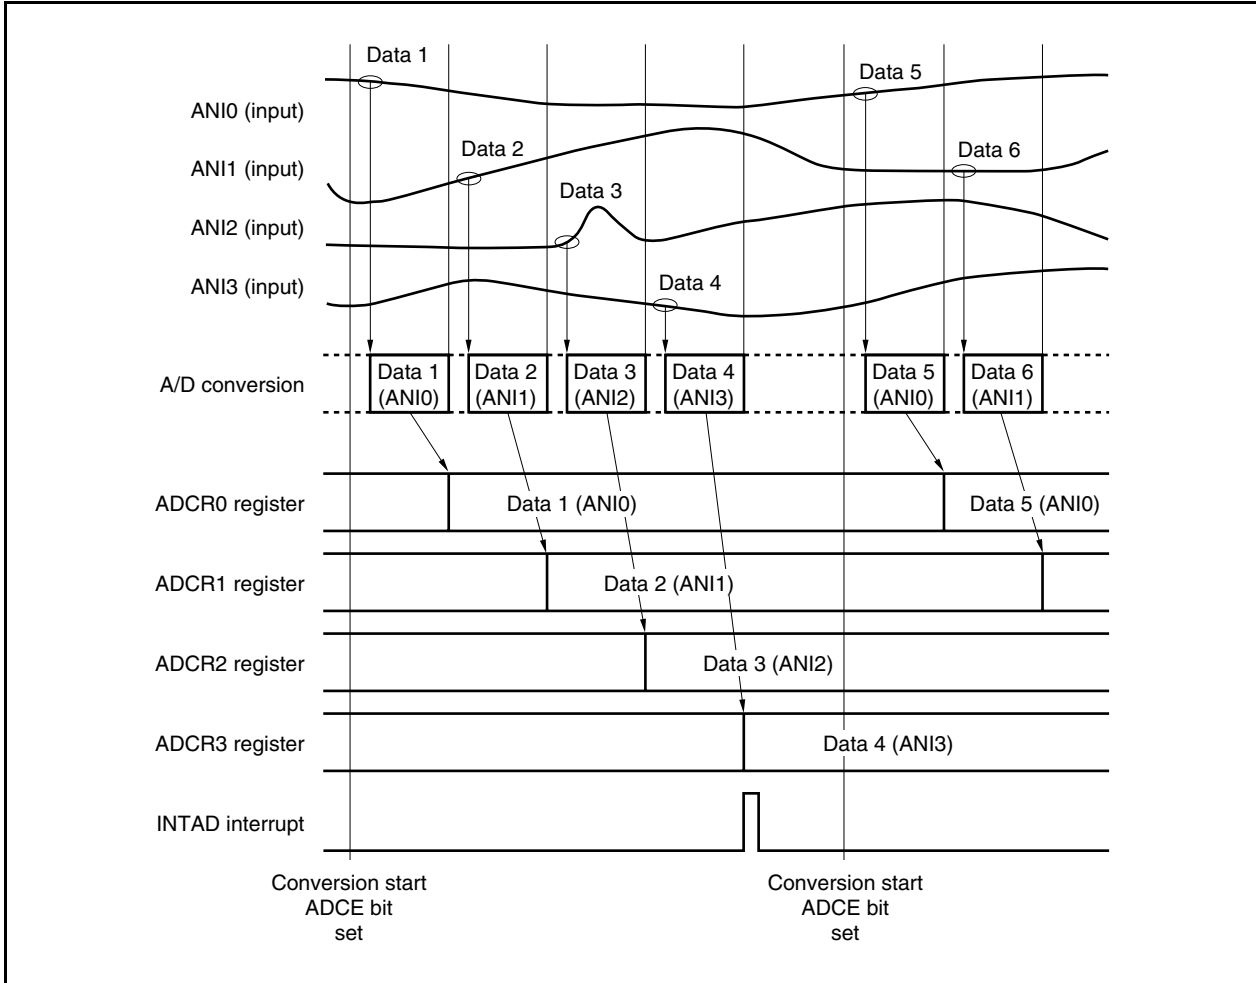 Data 1
Data 5
ANI0 (input)
Data 2
Data 6
ANI1 (input)
Data 3
ANI2 (input)
Data 4
ANI3 (input)
A/D conversion
Data 1
(ANI0)
Data 2
(ANI1)
Data 3
(ANI2)
Data 4
(ANI3)
Data 5
(ANI0)
Data 6
(ANI1)
ADCR0 register
Data 1 (ANI0)
Data 5 (ANI0)
ADCR1 register
Data 2 (ANI1)
ADCR2 register
Data 3 (ANI2)
ADCR3 register
Data 4 (ANI3)
INTAD interrupt
Conversion start
ADCE bit
set
Conversion start
ADCE bit
set